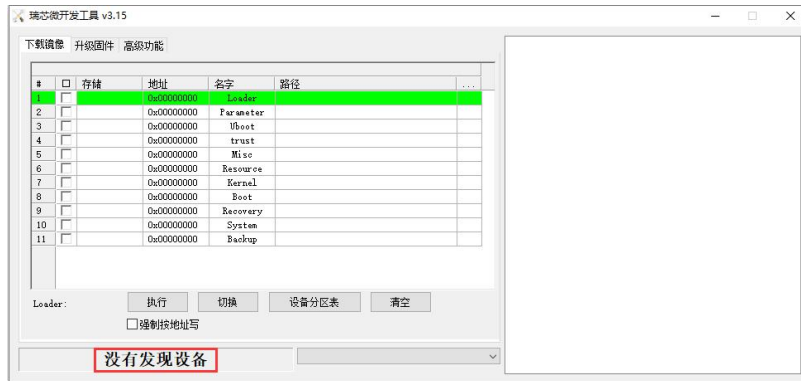 瑞芯微开发工具 v3.15
下载镜像 升级固件 高级功能
# 存储 地址 名字 路径 ...
1 0x00000000 Loader
2 0x00000000 Parameter
3 0x00000000 Uboot
4 0x00000000 trust
5 0x00000000 Misc
6 0x00000000 Resource
7 0x00000000 Kernel
8 0x00000000 Boot
9 0x00000000 Recovery
10 0x00000000 System
11 0x00000000 Backup
Loader: 执行 切换 设备分区表 清空
强制按地址写
没有发现设备